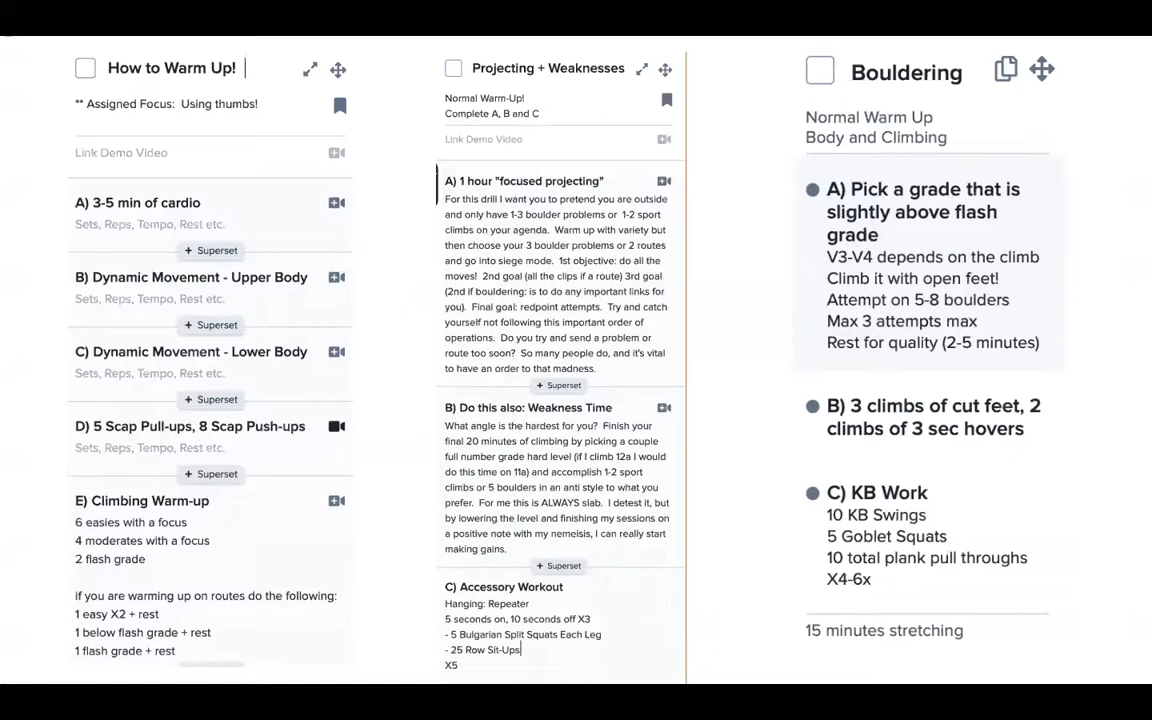 How to Warm Up!
** Assigned Focus: Using thumbs!
Link Demo Video
A) 3-5 min of cardio
Sets, Reps, Tempo, Rest etc.
+ Superset
B) Dynamic Movement - Upper Body
Sets, Reps, Tempo, Rest etc.
+ Superset
C) Dynamic Movement - Lower Body
Sets, Reps, Tempo, Rest etc.
+ Superset
D) 5 Scap Pull-ups, 8 Scap Push-ups
Sets, Reps, Tempo, Rest etc.
+ Superset
E) Climbing Warm-up
6 easies with a focus
4 moderates with a focus
2 flash grade
if you are warming up on routes do the following:
1 easy X2 + rest
1 below flash grade + rest
1 flash grade + rest
Projecting + Weaknesses
Normal Warm-Up!
Complete A, B and C
Link Demo Video
A) 1 hour "focused projecting"
For this drill I want you to pretend you are outside
and only have 1-3 boulder problems or 1-2 sport
climbs on your agenda. Warm up with variety but
then choose your 3 boulder problems or 2 routes
and go into siege mode. 1st objective: do all the
moves! 2nd goal (all the clips if a route) 3rd goal
(2nd if bouldering: is to do any important links for
you). Final goal: redpoint attempts. Try and catch
yourself not following this important order of
operations. Do you try and send a problem or
route too soon? So many people do, and it's vital
to have an order to that madness.
+ Superset
B) Do this also: Weakness Time
What angle is the hardest for you? Finish your
final 20 minutes of climbing by picking a couple
full number grade hard level (if I climb 12a I would
do this time on 11a) and accomplish 1-2 sport
climbs or 5 boulders in an anti style to what you
prefer. For me this is ALWAYS slab. I detest it, but
by lowering the level and finishing my sessions on
a positive note with my nemeisis, I can really start
making gains.
+ Superset
C) Accessory Workout
Hanging: Repeater
5 seconds on, 10 seconds off X3
- 5 Bulgarian Split Squats Each Leg
- 25 Row Sit-Ups
X5
Bouldering
Normal Warm Up
Body and Climbing
A) Pick a grade that is
slightly above flash
grade
V3-V4 depends on the climb
Climb it with open feet!
Attempt on 5-8 boulders
Max 3 attempts max
Rest for quality (2-5 minutes)
B) 3 climbs of cut feet, 2
climbs of 3 sec hovers
C) KB Work
10 KB Swings
5 Goblet Squats
10 total plank pull throughs
X4-6x
15 minutes stretching